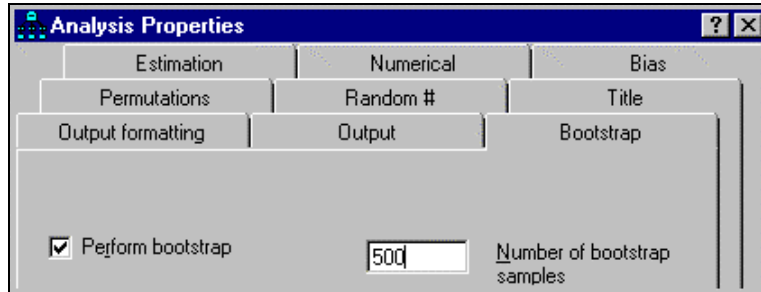 Analysis Properties
Estimation Numerical Bias
Permutations Random # Title
Output formatting Output Bootstrap
Perform bootstrap 500 Number of bootstrap
samples